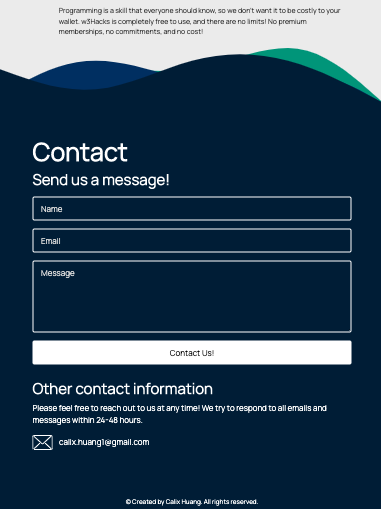 Programming is a skill that everyone should know, so we don't want it to be costly to your
wallet. w3Hacks is completely free to use, and there are no limits! No premium
memberships, no commitments, and no cost!
Contact
Send us a message!
Name
Email
Message
Contact Us!
Other contact information
Please feel free to reach out to us at any time! We try to respond to all emails and
messages within 24-48 hours.
calix.huang1@gmail.com
© Created by Calix Huang. All rights reserved.